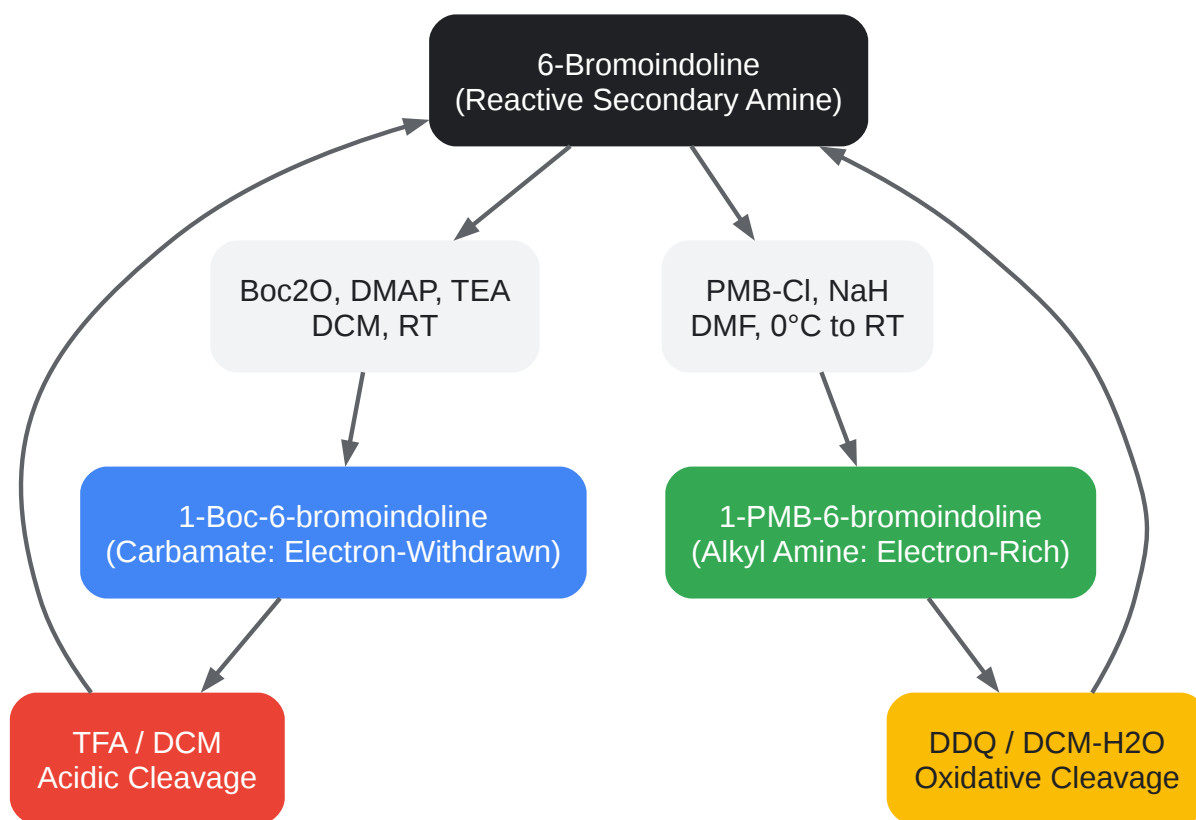 6-Bromoindoline
(Reactive Secondary Amine)
Boc2O, DMAP, TEA
DCM, RT
PMB-Cl, NaH
DMF, 0°C to RT
1-Boc-6-bromoindoline
(Carbamate: Electron-Withdrawn)
1-PMB-6-bromoindoline
(Alkyl Amine: Electron-Rich)
TFA / DCM
Acidic Cleavage
DDQ / DCM-H2O
Oxidative Cleavage